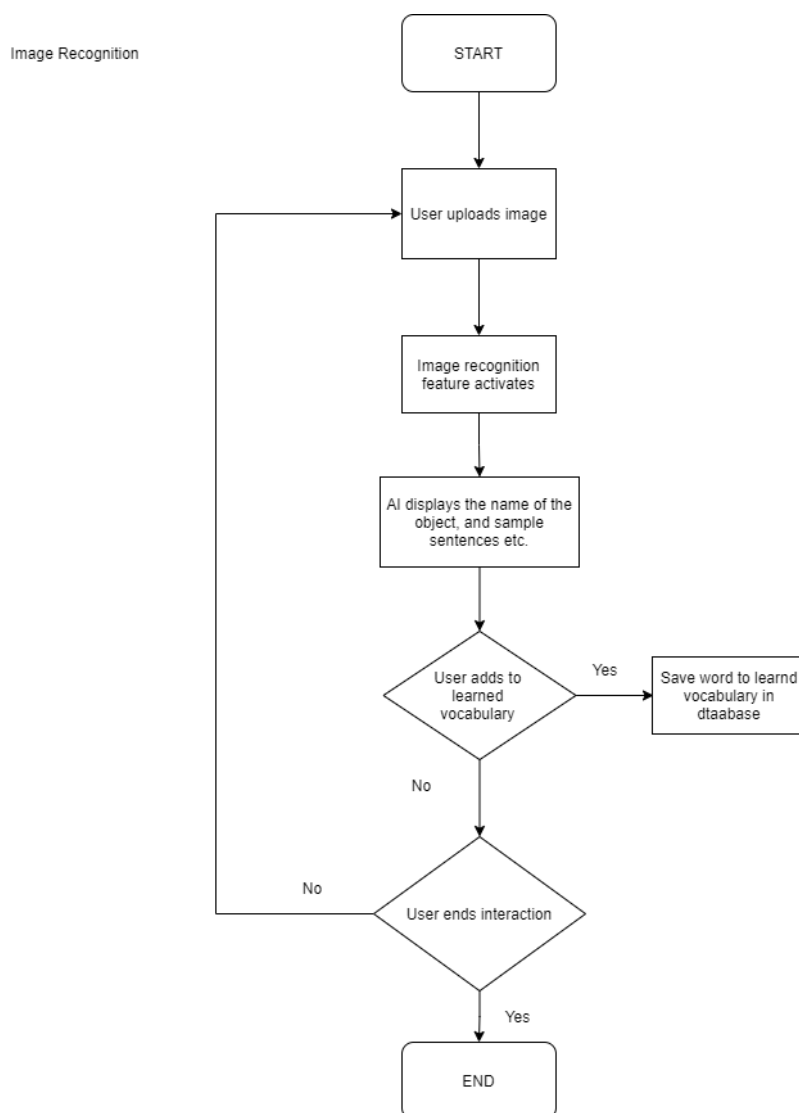 Image Recognition
START
User uploads image
Image recognition
feature activates
AI displays the name of the
object, and sample
sentences etc.
User adds to
learned
vocabulary
Yes
Save word to learnd
vocabulary in
dtaabase
No
User ends interaction
No
Yes
END